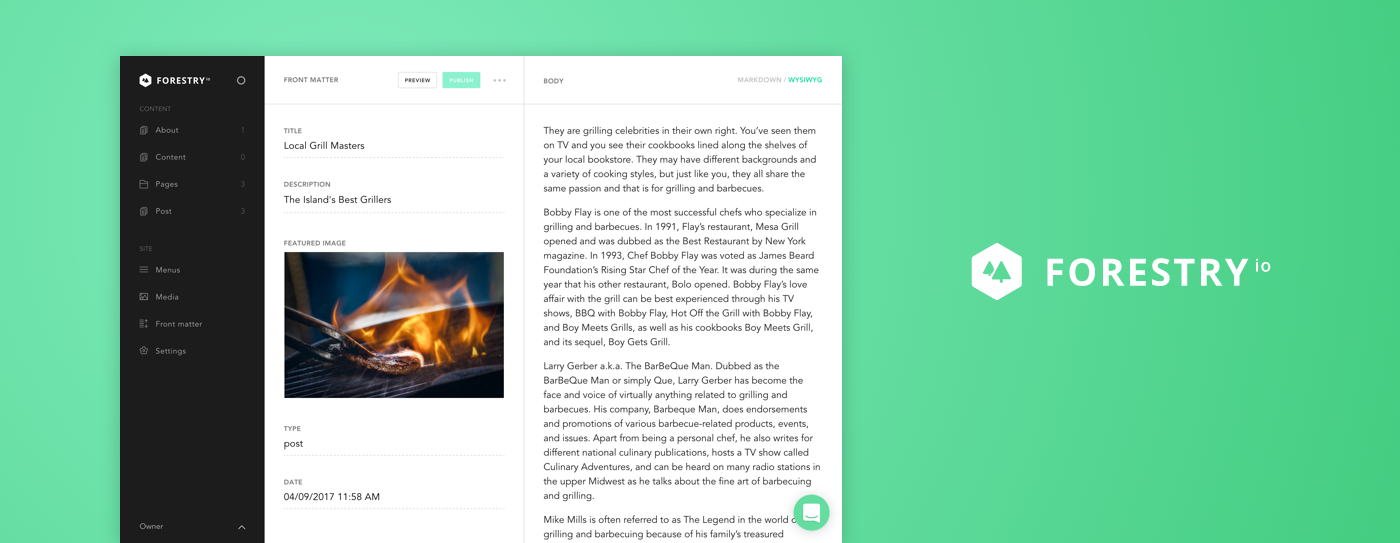 FORESTRY io
CONTENT
About 1
Content 0
Pages 3
Post 3
SITE
Menus
Media
Front matter
Settings
Owner
FRONT MATTER
PREVIEW
PUBLISH
TITLE
Local Grill Masters
DESCRIPTION
The Island's Best Grillers
FEATURED IMAGE
TYPE
post
DATE
04/09/2017 11:58 AM
BODY
MARKDOWN / WYSIWYG
They are grilling celebrities in their own right. You've seen them
on TV and you see their cookbooks lined along the shelves of
your local bookstore. They may have different backgrounds and
a variety of cooking styles, but just like you, they all share the
same passion and that is for grilling and barbecues.
Bobby Flay is one of the most successful chefs who specialize in
grilling and barbecues. In 1991, Flay's restaurant, Mesa Grill
opened and was dubbed as the Best Restaurant by New York
magazine. In 1993, Chef Bobby Flay was voted as James Beard
Foundation's Rising Star Chef of the Year. It was during the same
year that his other restaurant, Bolo opened. Bobby Flay's love
affair with the grill can be best experienced through his TV
shows, BBQ with Bobby Flay, Hot Off the Grill with Bobby Flay,
and Boy Meets Grills, as well as his cookbooks Boy Meets Grill,
and its sequel, Boy Gets Grill.
Larry Gerber a.k.a. The BarBeQue Man. Dubbed as the
BarBeQue Man or simply Que, Larry Gerber has become the
face and voice of virtually anything related to grilling and
barbecues. His company, Barbeque Man, does endorsements
and promotions of various barbecue-related products, events,
and issues. Apart from being a personal chef, he also writes for
different national culinary publications, hosts a TV show called
Culinary Adventures, and can be heard on many radio stations in
the upper Midwest as he talks about the fine art of barbecuing
and grilling.
Mike Mills is often referred to as The Legend in the world
grilling and barbecuing because of his family's treasured
FORESTRY io